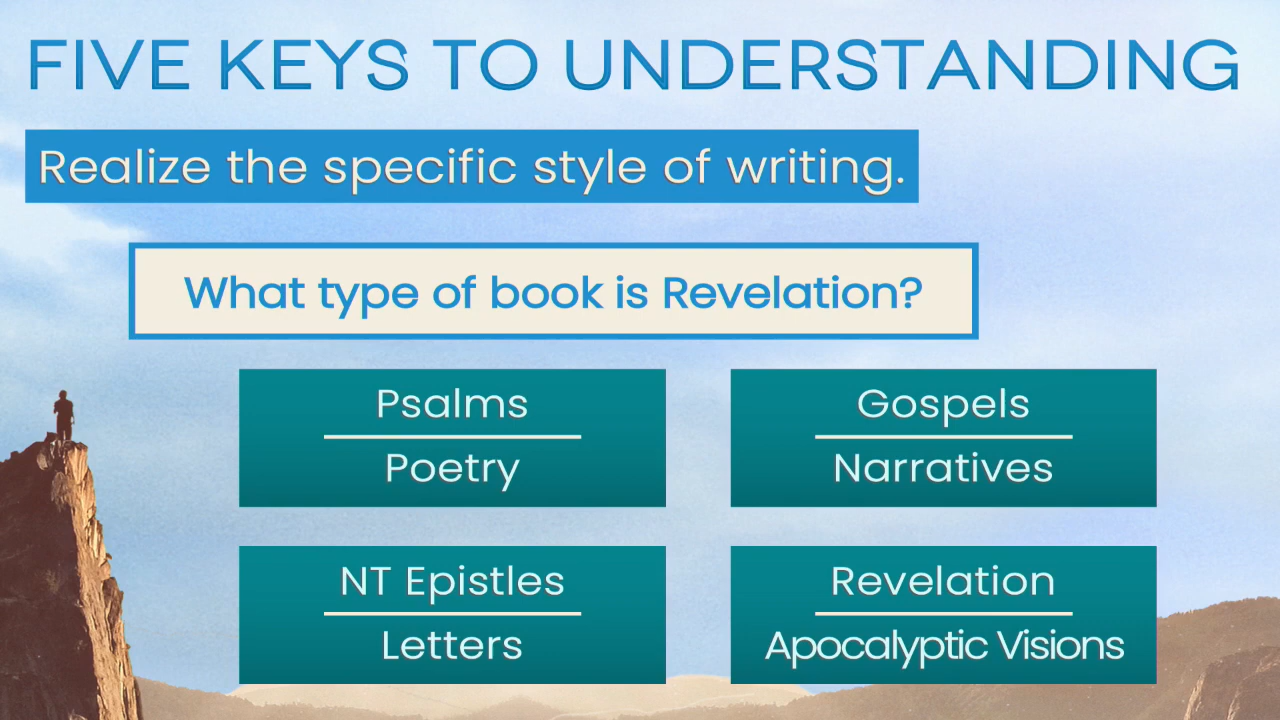 FIVE KEYS TO UNDERSTANDING
Realize the specific style of writing.
What type of book is Revelation?
Psalms
Poetry
Gospels
Narratives
NT Epistles
Letters
Revelation
Apocalyptic Visions